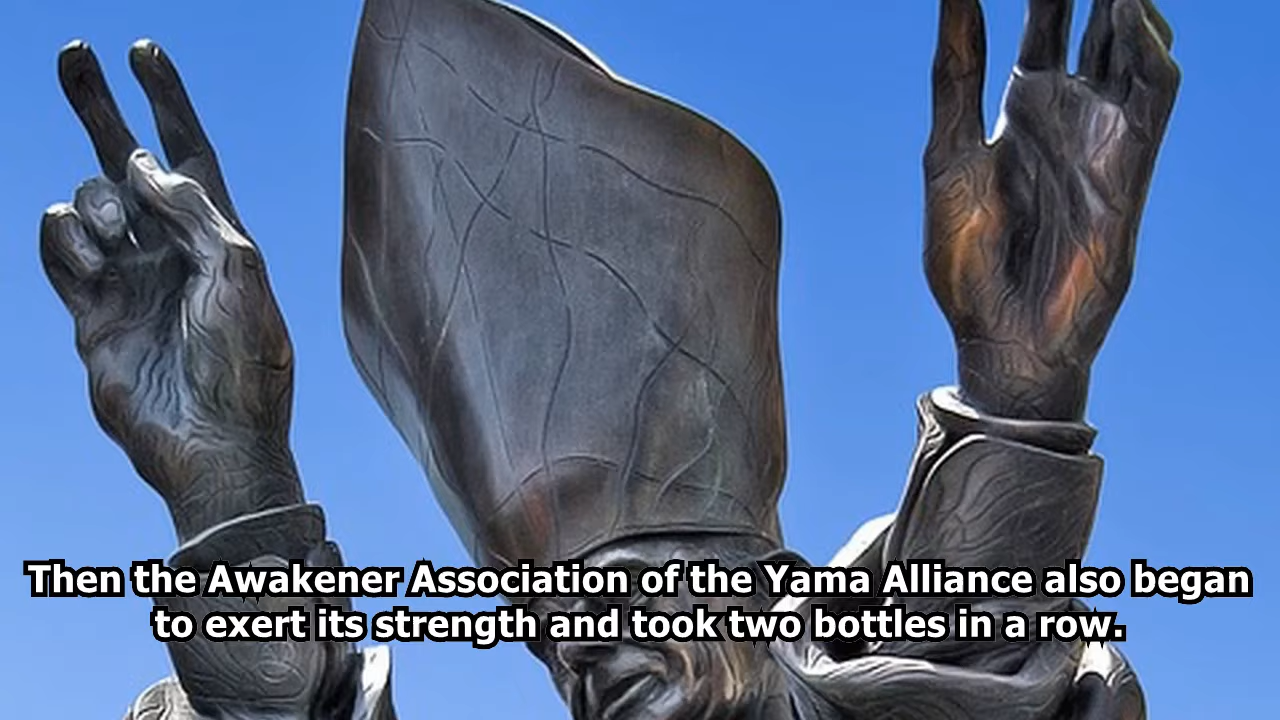 Then the Awakener Association of the Yama Alliance also began
to exert its strength and took two bottles in a row.